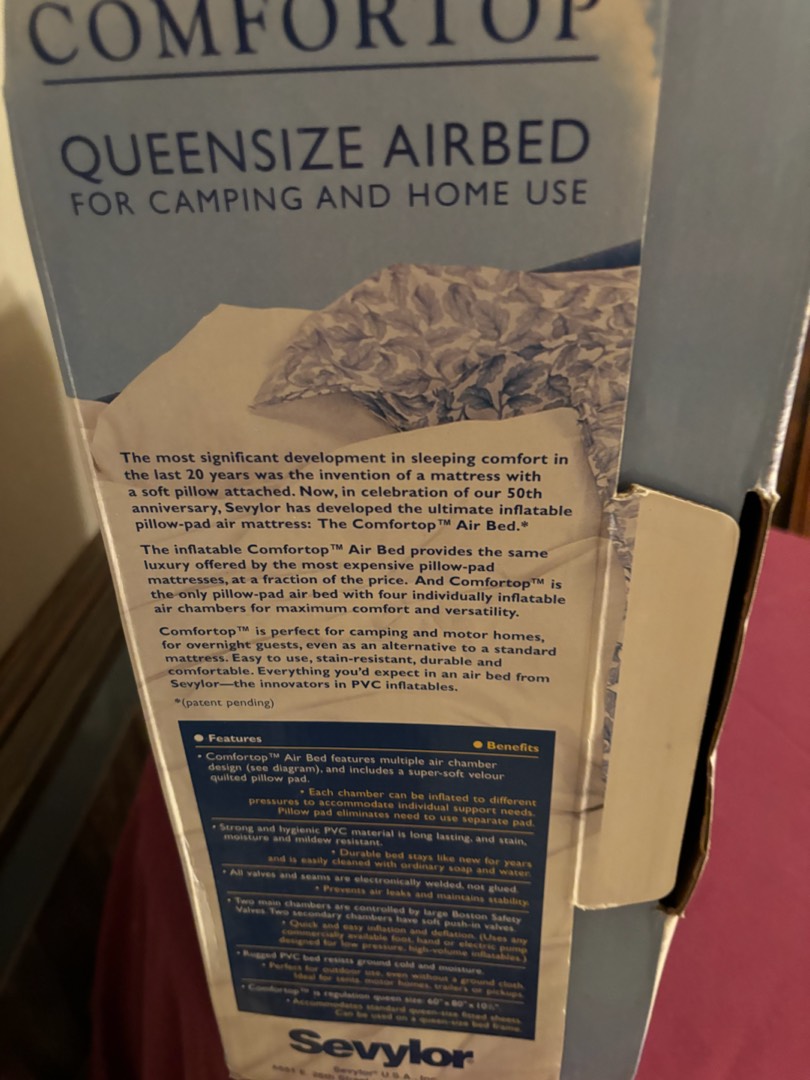 COMFORTOP
QUEENSIZE AIRBED
FOR CAMPING AND HOME USE
The most significant development in sleeping comfort in
the last 20 years was the invention of a mattress with
a soft pillow attached. Now, in celebration of our 50th
anniversary, Sevylor has developed the ultimate inflatable
pillow-pad air mattress: The Comfortop™ Air Bed.*
The inflatable Comfortop™ Air Bed provides the same
luxury offered by the most expensive pillow-pad
mattresses, at a fraction of the price. And Comfortop™ is
the only pillow-pad air bed with four individually inflatable
air chambers for maximum comfort and versatility.
Comfortop™ is perfect for camping and motor homes,
for overnight guests, even as an alternative to a standard
mattress. Easy to use, stain-resistant, durable and
comfortable. Everything you'd expect in an air bed from
Sevylor—the innovators in PVC inflatables.
*(patent pending)
• Features
• Benefits
• Comfortop™ Air Bed features multiple air chamber
design (see diagram), and includes a super-soft velour
quilted pillow pad.
• Each chamber can be inflated to different
pressures to accommodate individual support needs.
Pillow pad eliminates need to use separate pad.
• Strong and hygienic PVC material is long lasting, and stain,
moisture and mildew resistant.
• Durable bed stays like new for years
and is easily cleaned with ordinary soap and water.
• All valves and seams are electronically welded, not glued.
• Prevents air leaks and maintains stability.
• Two main chambers are controlled by large Boston Safety
Valves. Two secondary chambers have soft push-in valves.
• Quick and easy inflation and deflation. (Uses any
commercially available foot, hand or electric pump
designed for low pressure, high-volume inflatables.)
• Rugged PVC bed resists ground cold and moisture.
• Perfect for outdoor use, even without a ground cloth.
Ideal for tents, motor homes, trailers or pickups.
• Comfortop™ is regulation queen size: 60" x 80" x
• Accommodates standard queen-size fitted sheets.
Can be used on a queen-size bed frame.
Sevylor
Sevylor® U.S.A.